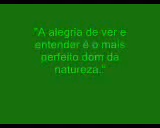 "A alegria de ver e
entender é o mais
perfeito dom da
natureza."